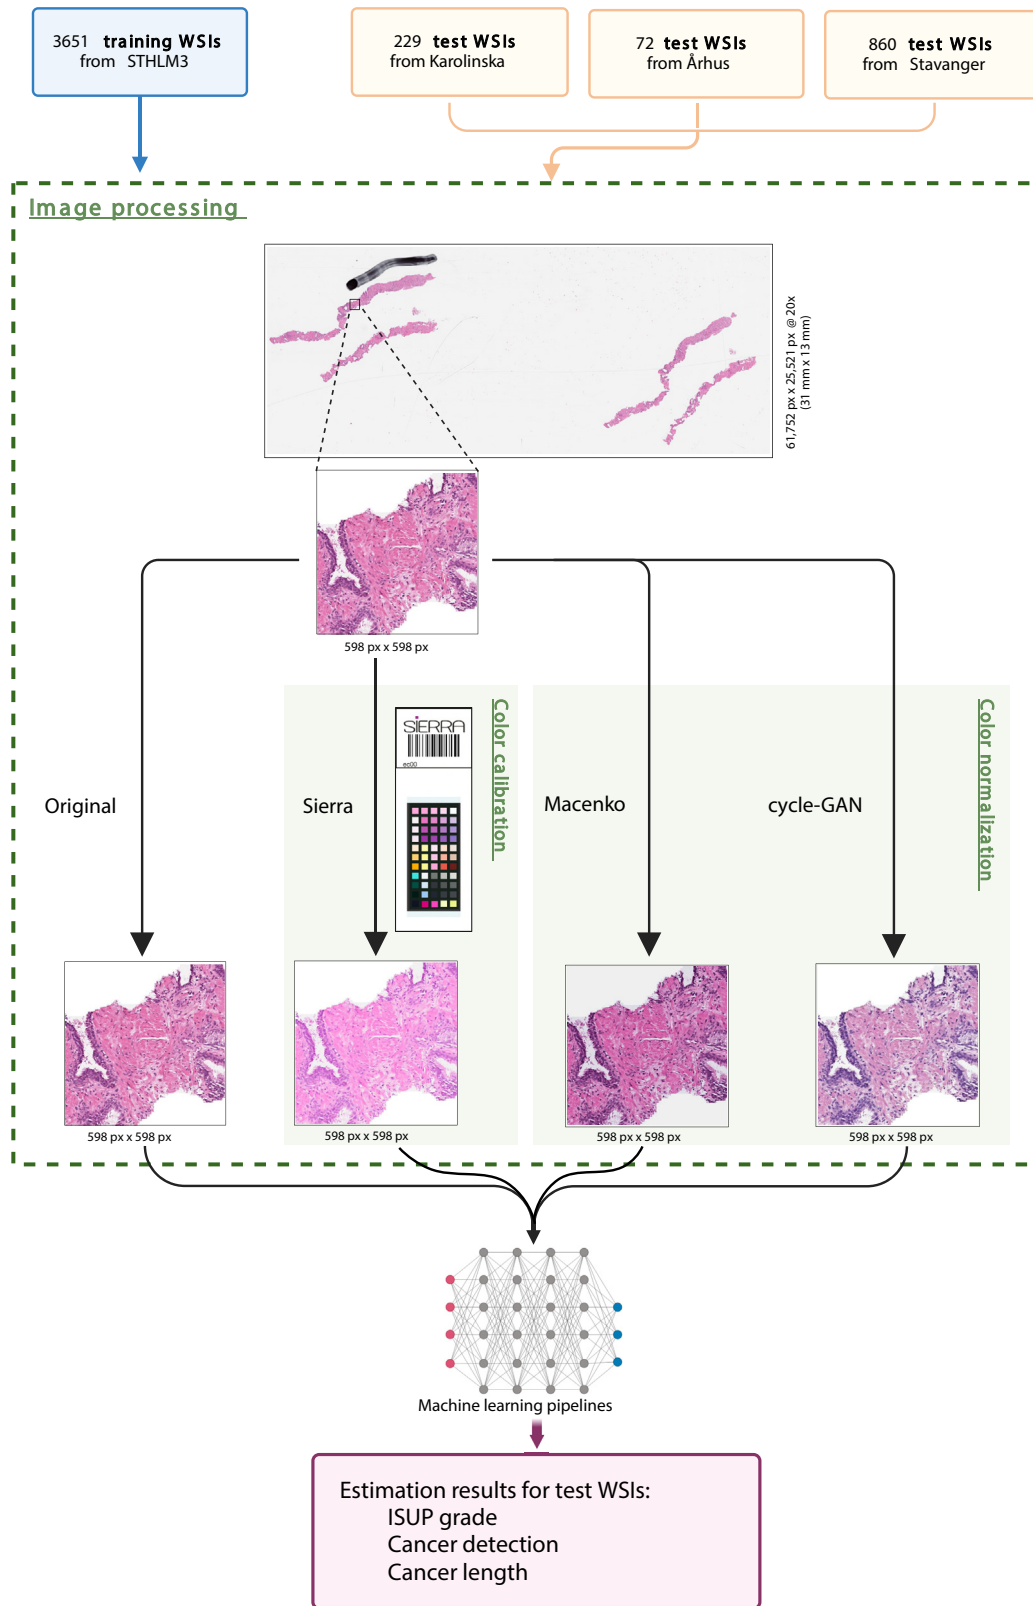 3651 training WSIs
from STHLM3
229 test WSIs
from Karolinska
72 test WSIs
from Århus
860 test WSIs
from Stavanger
Image processing
61,752 px x 25,521 px @ 20x
(31 mm x 13 mm)
598 px x 598 px
Original
Sierra
SiERRA
ec00
Color calibration
Macenko
cycle-GAN
Color normalization
598 px x 598 px
598 px x 598 px
598 px x 598 px
598 px x 598 px
Machine learning pipelines
Estimation results for test WSIs:
ISUP grade
Cancer detection
Cancer length